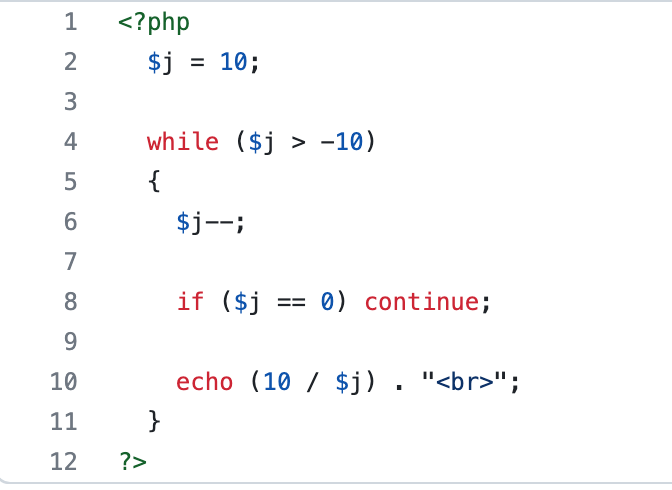 1 <?php
2 $j = 10;
3
4 while ($j > -10)
5 {
6 $j--;
7
8 if ($j == 0) continue;
9
10 echo (10 / $j) . "<br>";
11 }
12 ?>